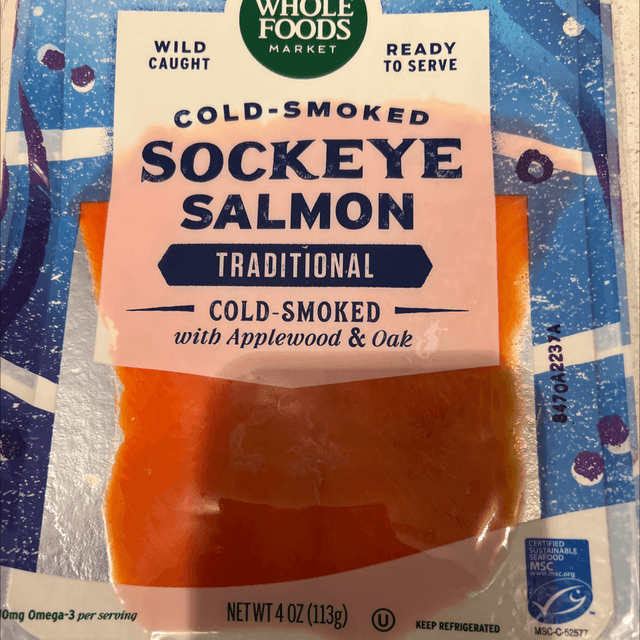 WHOLE
FOODS
MARKET
WILD
CAUGHT
READY
TO SERVE
COLD-SMOKED
SOCKEYE
SALMON
TRADITIONAL
COLD-SMOKED
with Applewood & Oak
8470A2237A
CERTIFIED
SUSTAINABLE
SEAFOOD
MSC
www.msc.org
TM
0mg Omega-3 per serving
NET WT 4 OZ (113g)
U
KEEP REFRIGERATED
MSC-C-52577